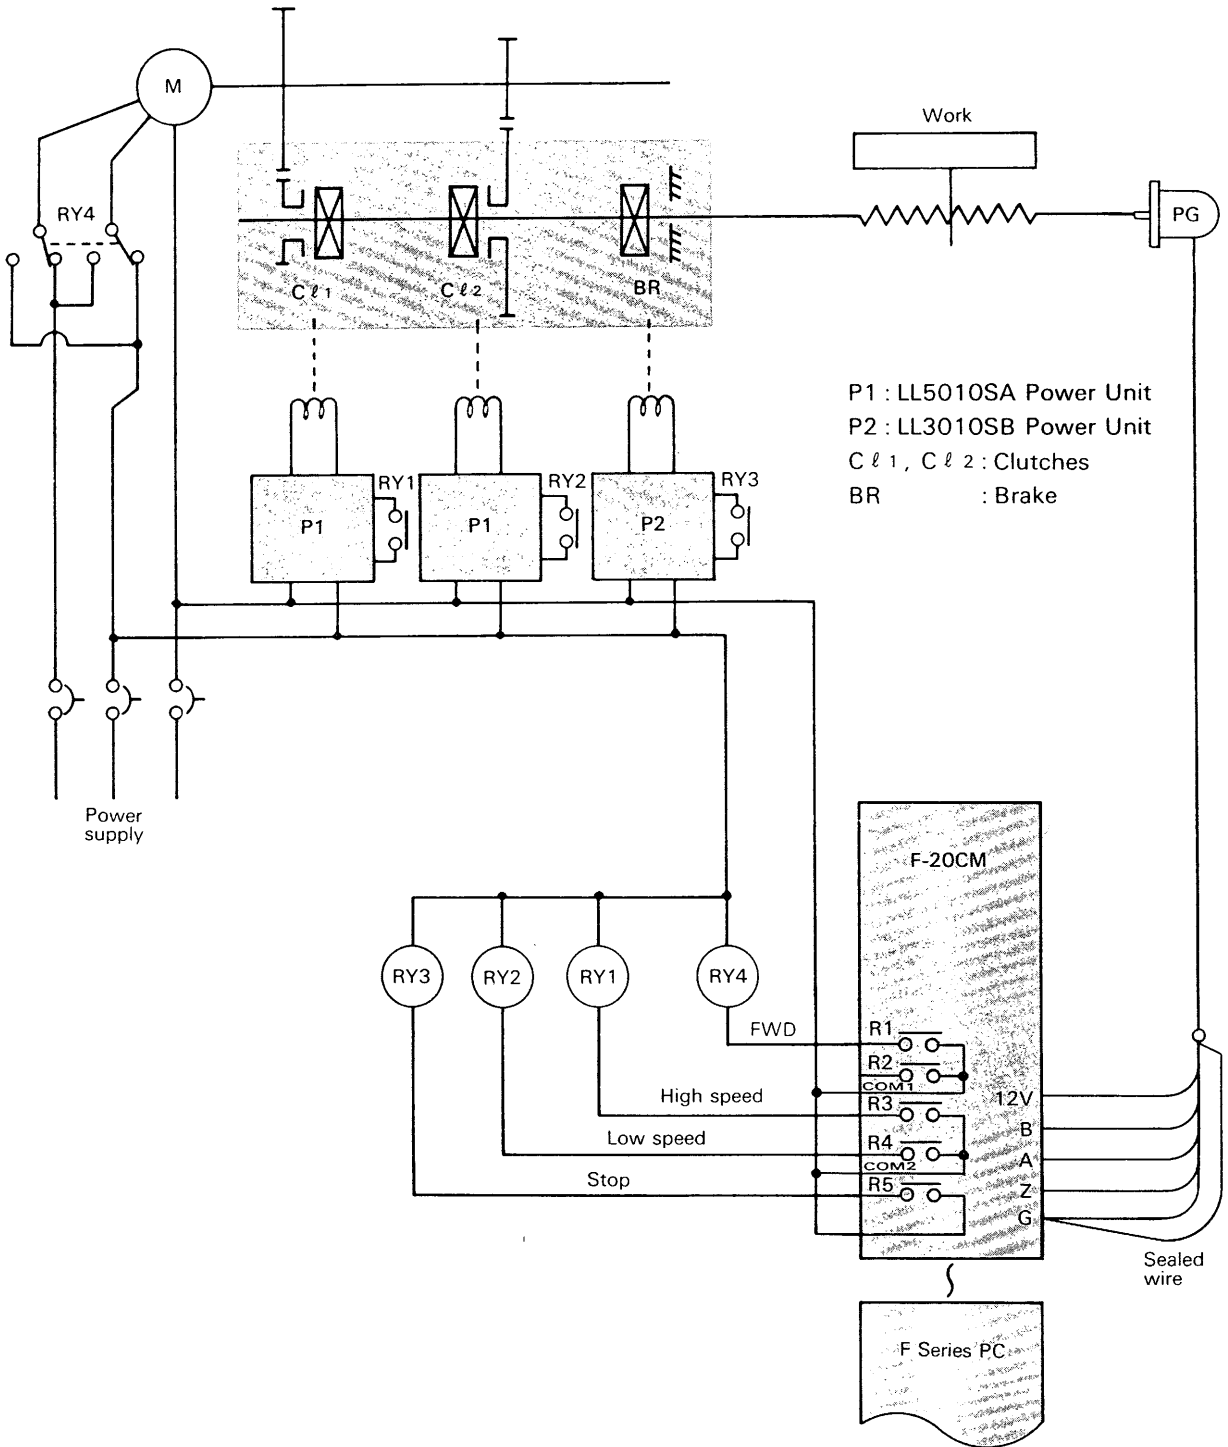 M
Work
RY4
PG
Cℓ1
Cℓ2
BR
P1 : LL5010SA Power Unit
P2 : LL3010SB Power Unit
Cℓ1, Cℓ2 : Clutches
BR : Brake
RY1
RY2
RY3
P1
P1
P2
Power
supply
F-20CM
RY3
RY2
RY1
RY4
FWD
R1
R2
COM1
High speed
R3
12V
Low speed
R4
B
COM2
A
Stop
R5
Z
G
Sealed
wire
F Series PC